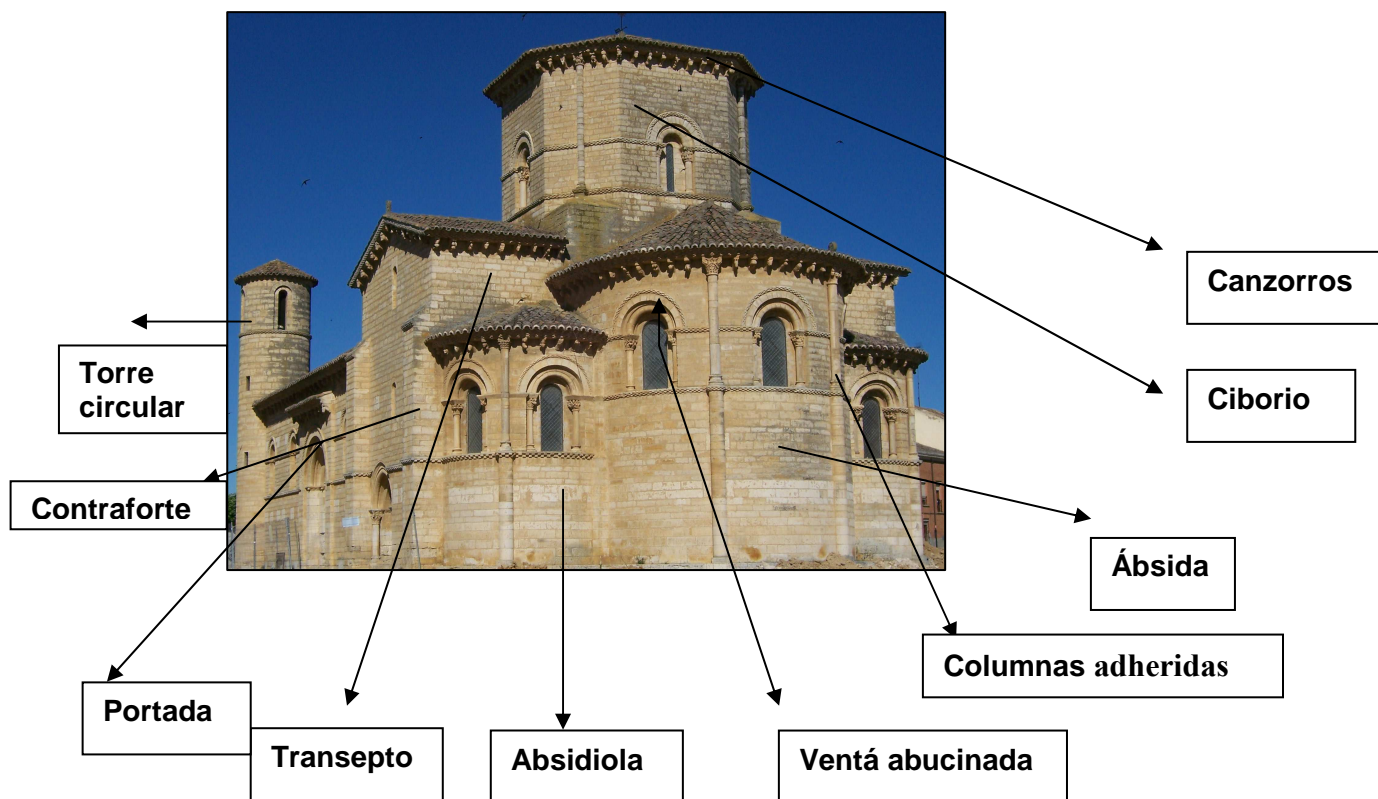 Canzorros
Torre
circular
Ciborio
Contraforte
Ábsida
Columnas adheridas
Portada
Transepto
Absidiola
Ventá abucinada